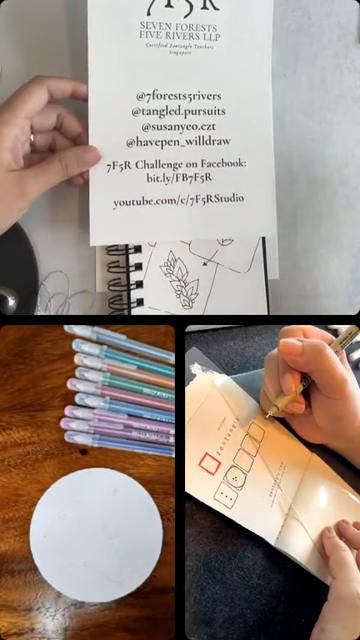 7F5R
SEVEN FORESTS
FIVE RIVERS LLP
Certified Zentangle Teachers
Singapore
@7forests5rivers
@tangled.pursuits
@susanyeo.czt
@havepen_willdraw
7F5R Challenge on Facebook:
bit.ly/FB7F5R
youtube.com/c/7F5RStudio
zentangle